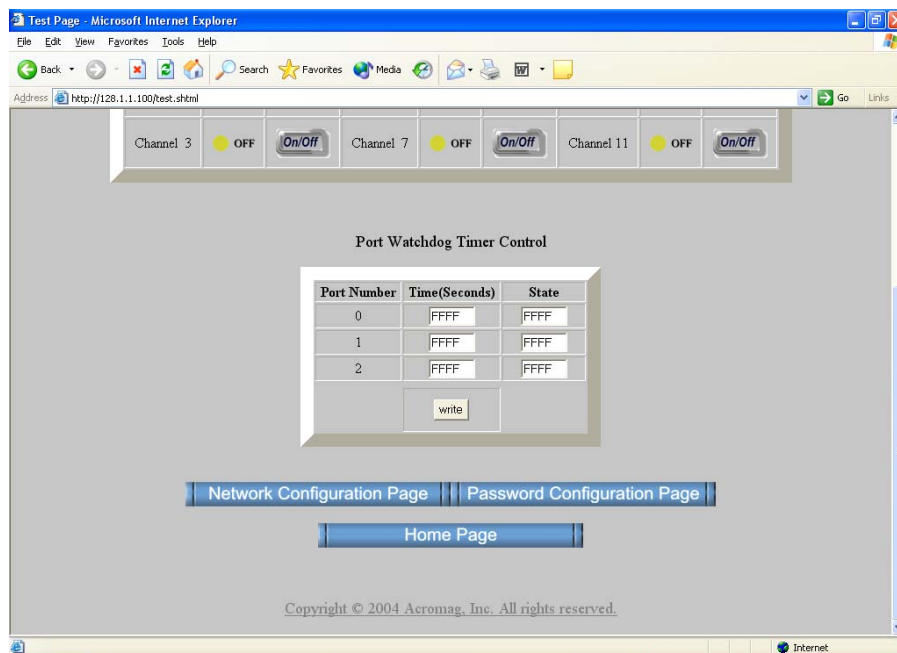 Test Page - Microsoft Internet Explorer
File Edit View Favorites Tools Help
Back Search Favorites Media
Address http://128.1.1.100/test.shtml Go Links
Channel 3 OFF On/Off Channel 7 OFF On/Off Channel 11 OFF On/Off
Port Watchdog Timer Control
Port Number Time(Seconds) State
0 FFFF FFFF
1 FFFF FFFF
2 FFFF FFFF
write
Network Configuration Page Password Configuration Page
Home Page
Copyright © 2004 Acromag, Inc. All rights reserved.
Internet